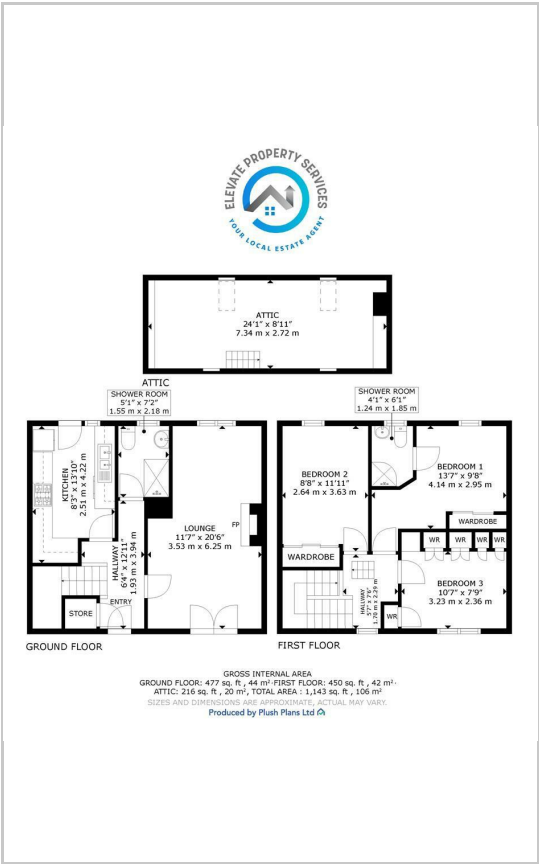 ELEVATE PROPERTY SERVICES
YOUR LOCAL ESTATE AGENT
ATTIC
24'1" x 8'11"
7.34 m x 2.72 m
ATTIC
SHOWER ROOM
5'1" x 7'2"
1.55 m x 2.18 m
KITCHEN
8'3" x 13'10"
2.51 m x 4.22 m
HALLWAY
6'4" x 12'11"
1.93 m x 3.94 m
LOUNGE
11'7" x 20'6"
3.53 m x 6.25 m
FP
STORE
ENTRY
GROUND FLOOR
SHOWER ROOM
4'1" x 6'1"
1.24 m x 1.85 m
BEDROOM 2
8'8" x 11'11"
2.64 m x 3.63 m
BEDROOM 1
13'7" x 9'8"
4.14 m x 2.95 m
WARDROBE
WARDROBE
WR
WR
WR
WR
HALLWAY
5'7" x 7'6"
1.70 m x 2.29 m
BEDROOM 3
10'7" x 7'9"
3.23 m x 2.36 m
WR
FIRST FLOOR
GROSS INTERNAL AREA
GROUND FLOOR: 477 sq. ft , 44 m²·FIRST FLOOR: 450 sq. ft , 42 m²·
ATTIC: 216 sq. ft , 20 m², TOTAL AREA : 1,143 sq. ft , 106 m²
SIZES AND DIMENSIONS ARE APPROXIMATE, ACTUAL MAY VARY.
Produced by Plush Plans Ltd